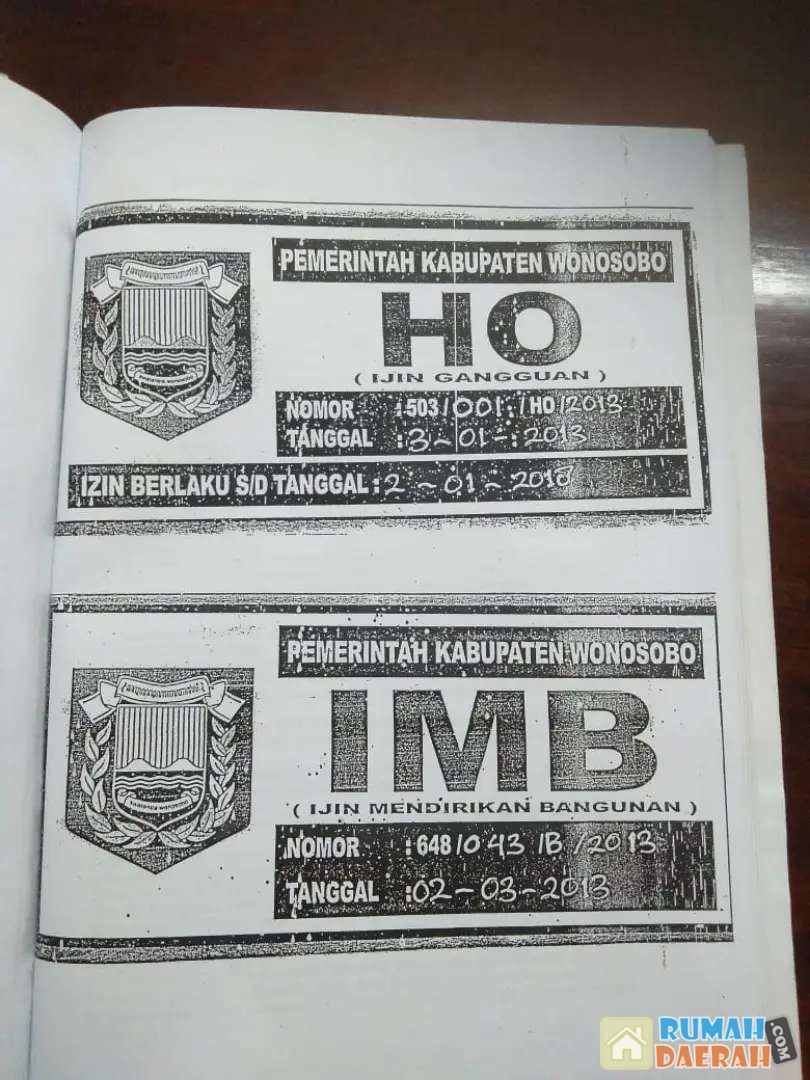 PEMERINTAH KABUPATEN WONOSOBO
HO
( IJIN GANGGUAN )
NOMOR : 503/001./HO/2013
TANGGAL : 3-01-:2013
IZIN BERLAKU S/D TANGGAL : 2-01-2018
PEMERINTAH KABUPATEN WONOSOBO
IMB
( IJIN MENDIRIKAN BANGUNAN )
NOMOR : 648/043/B/2013
TANGGAL : 02-03-2013
RUMAH
DAERAH.COM